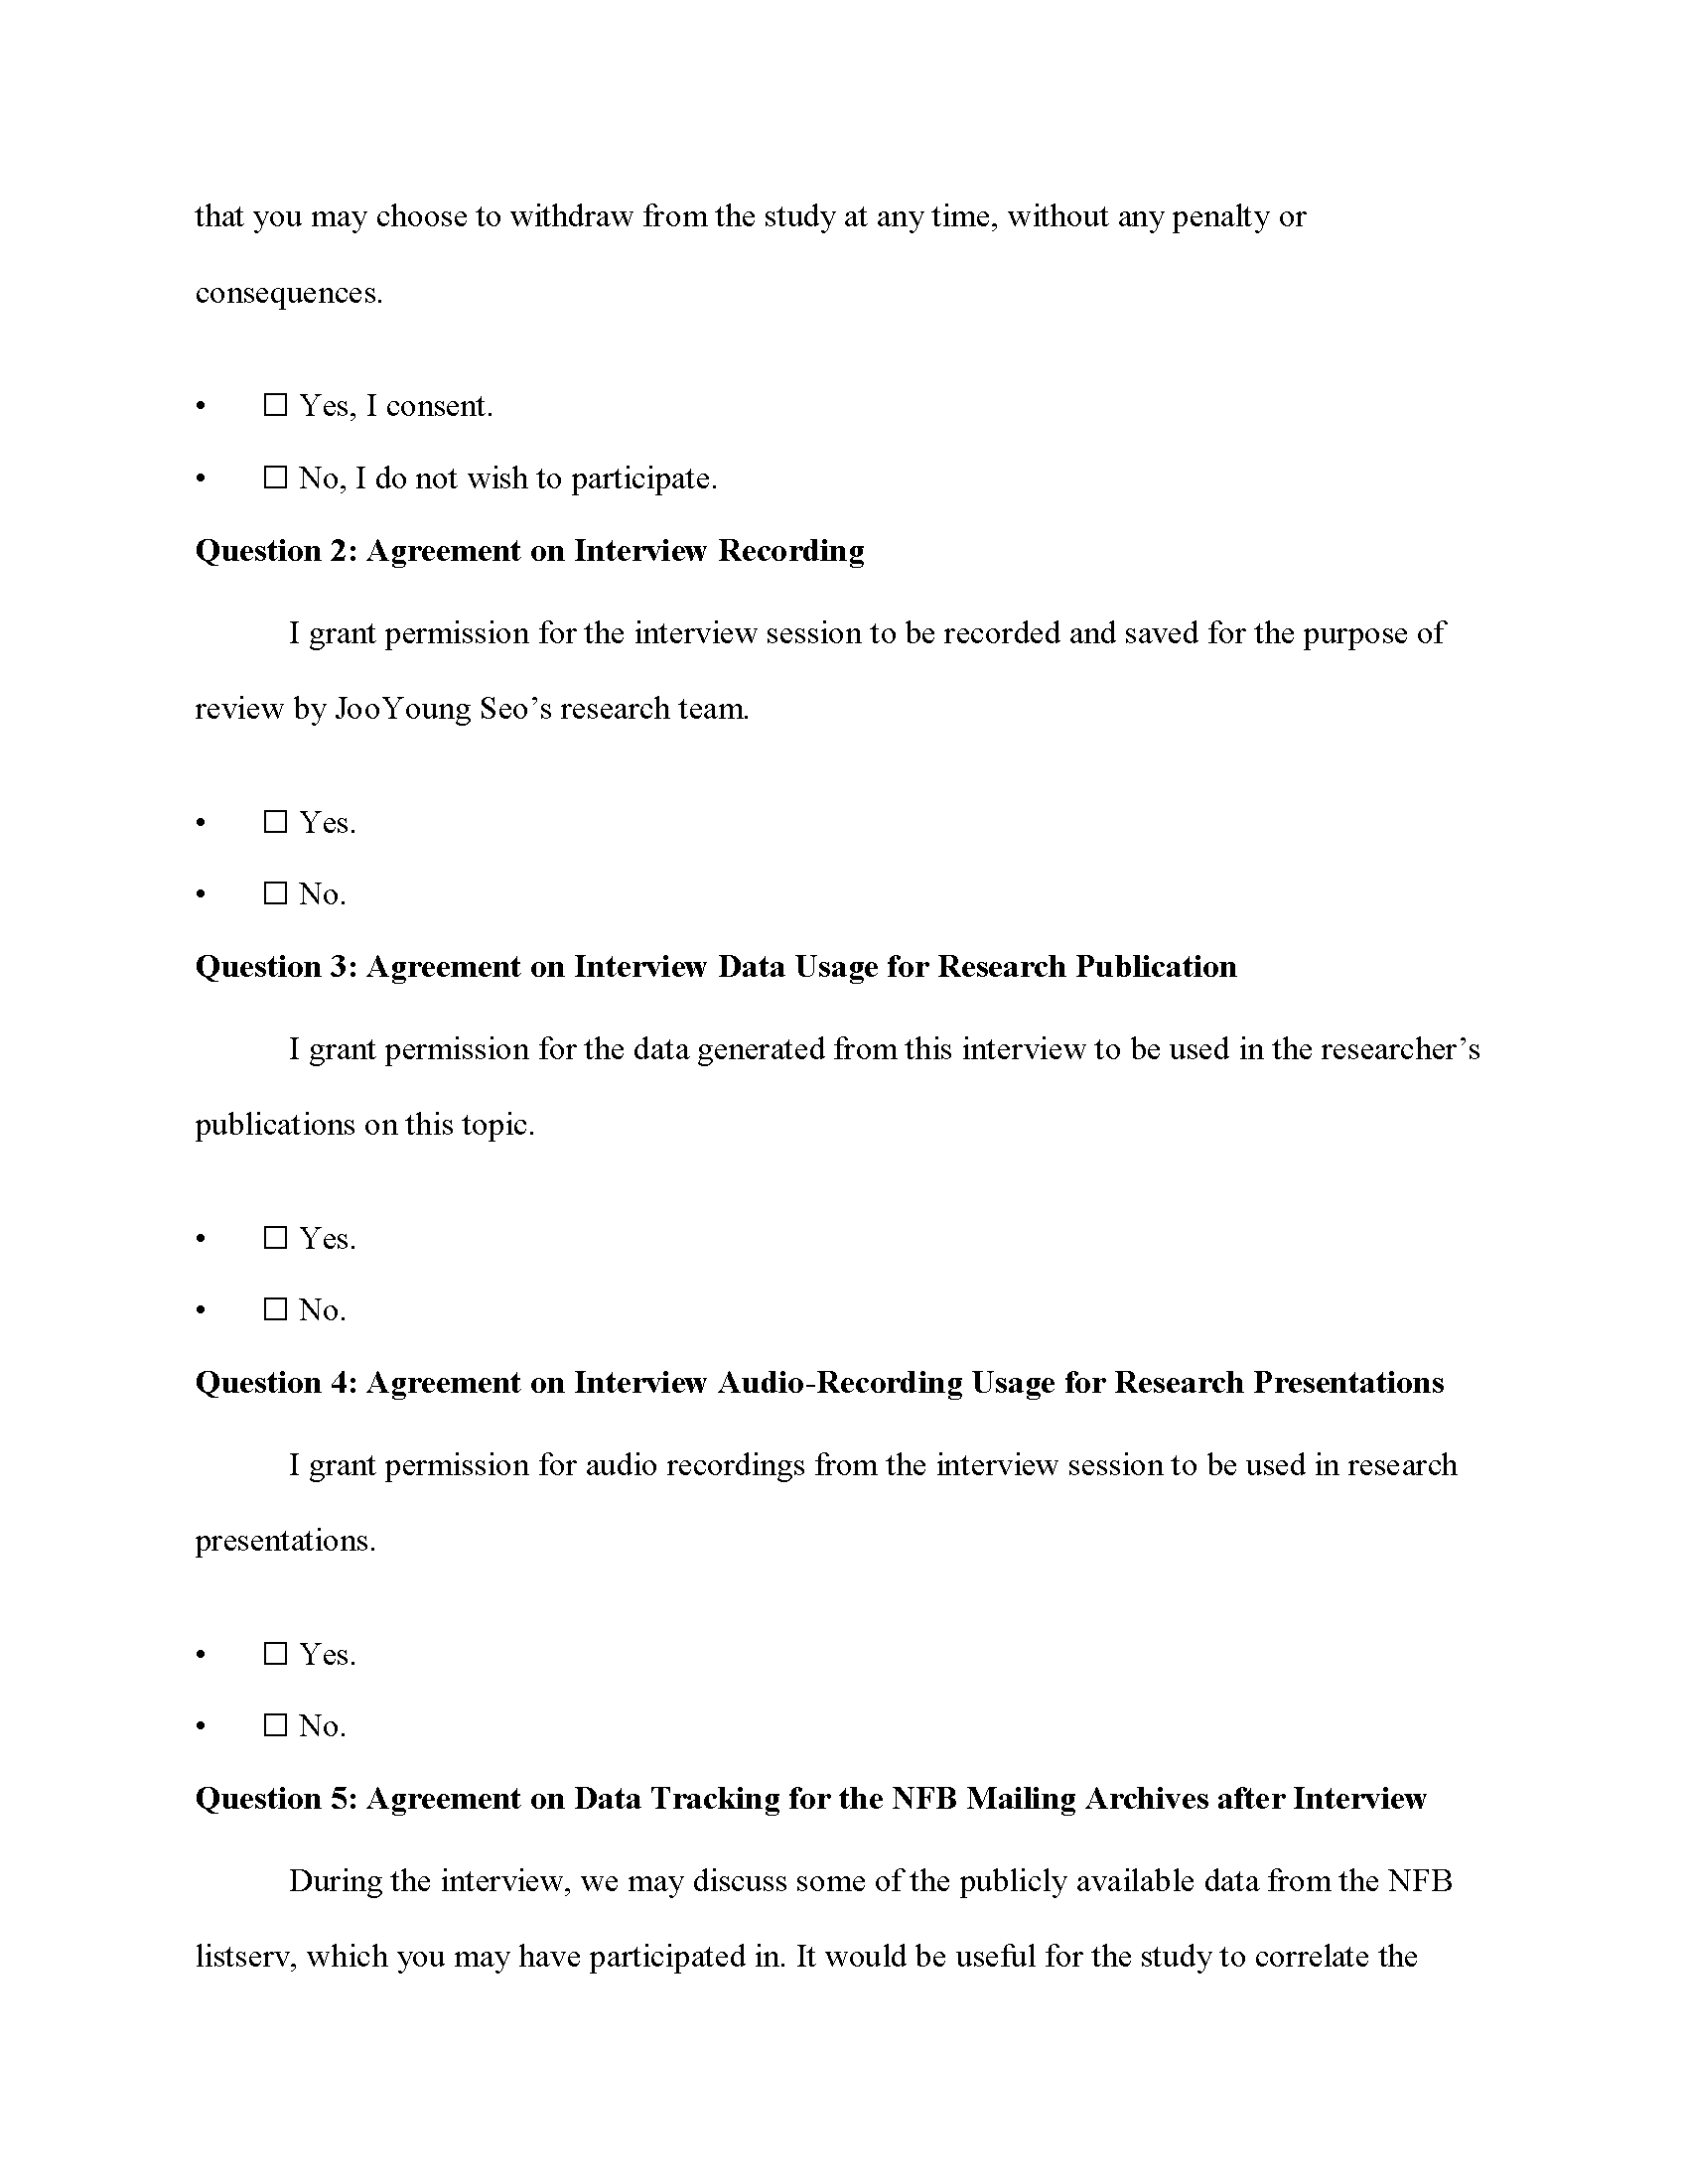 that you may choose to withdraw from the study at any time, without any penalty or
consequences.
• ☐ Yes, I consent.
• ☐ No, I do not wish to participate.
Question 2: Agreement on Interview Recording
I grant permission for the interview session to be recorded and saved for the purpose of
review by JooYoung Seo’s research team.
• ☐ Yes.
• ☐ No.
Question 3: Agreement on Interview Data Usage for Research Publication
I grant permission for the data generated from this interview to be used in the researcher’s
publications on this topic.
• ☐ Yes.
• ☐ No.
Question 4: Agreement on Interview Audio-Recording Usage for Research Presentations
I grant permission for audio recordings from the interview session to be used in research
presentations.
• ☐ Yes.
• ☐ No.
Question 5: Agreement on Data Tracking for the NFB Mailing Archives after Interview
During the interview, we may discuss some of the publicly available data from the NFB
listserv, which you may have participated in. It would be useful for the study to correlate the